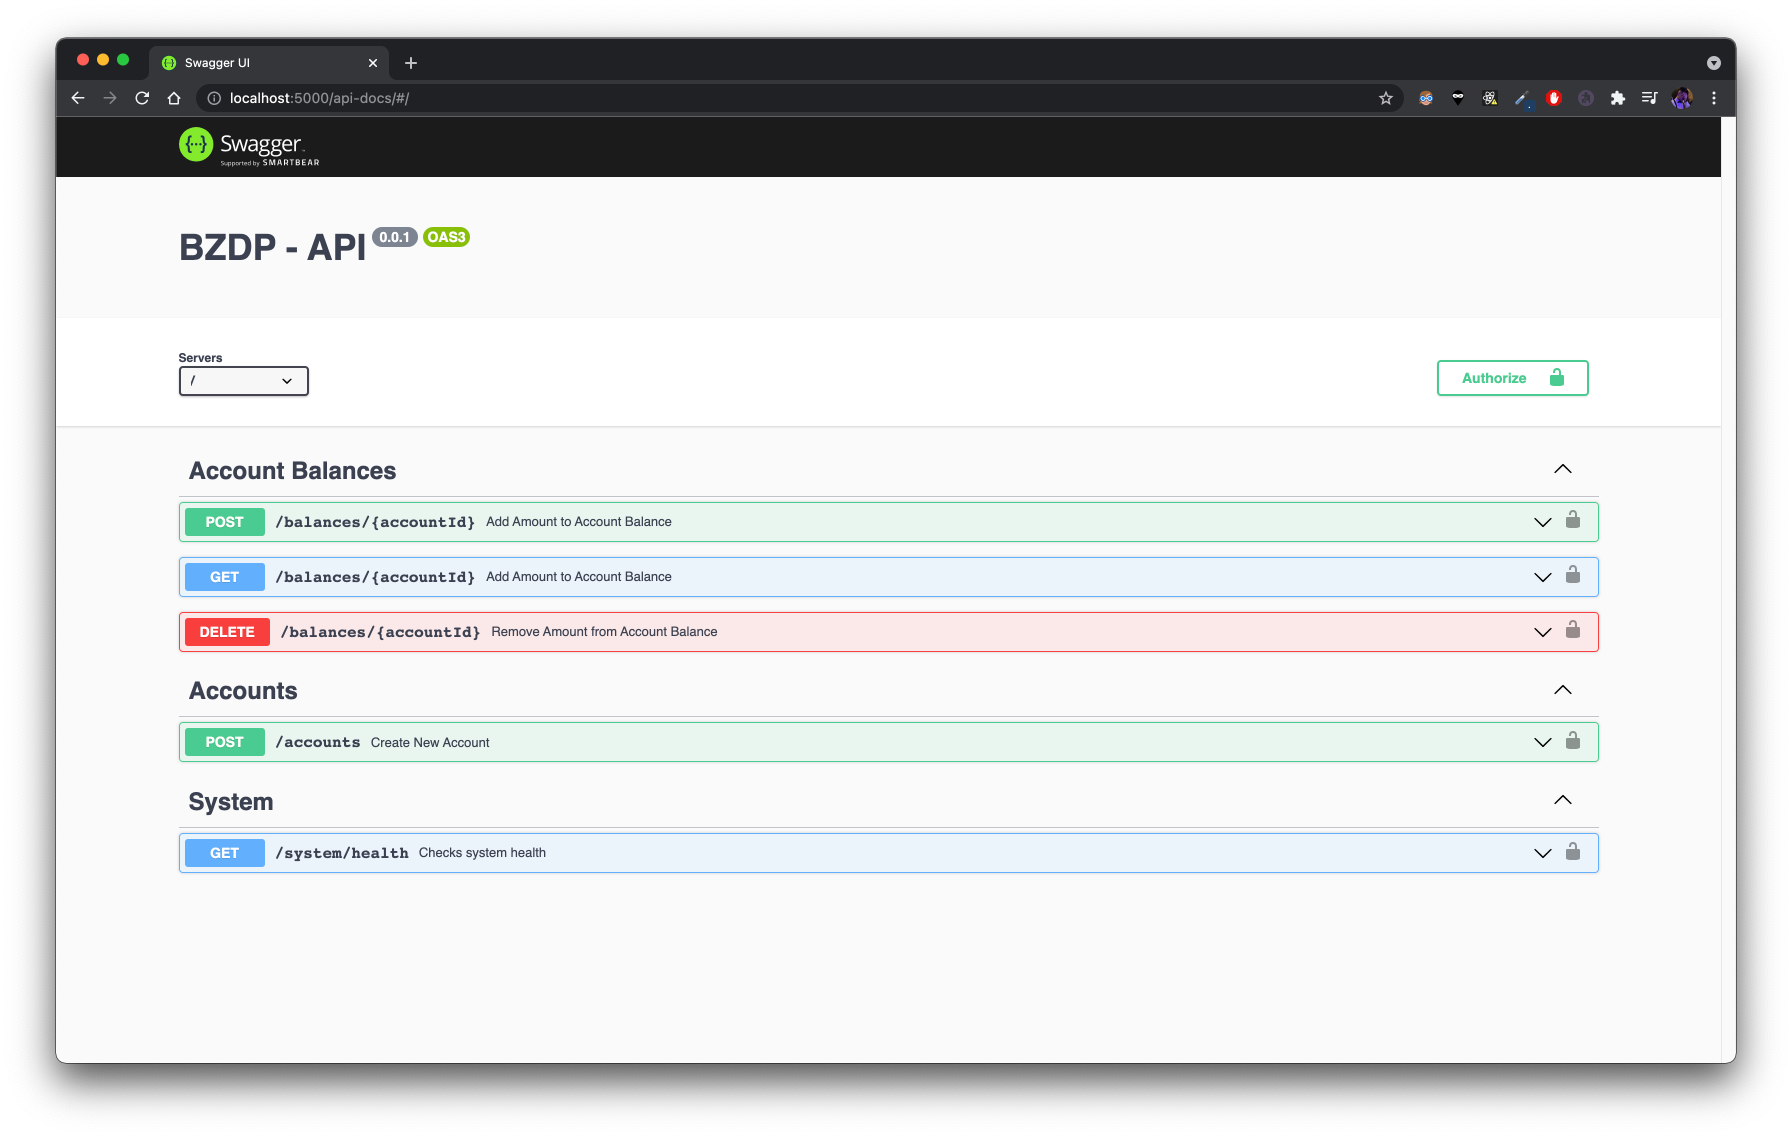 Swagger UI
localhost:5000/api-docs/#/
Swagger
Supported by SMARTBEAR
BZDP - API 0.0.1 OAS3
Servers
/
Authorize
Account Balances
POST /balances/{accountId} Add Amount to Account Balance
GET /balances/{accountId} Add Amount to Account Balance
DELETE /balances/{accountId} Remove Amount from Account Balance
Accounts
POST /accounts Create New Account
System
GET /system/health Checks system health